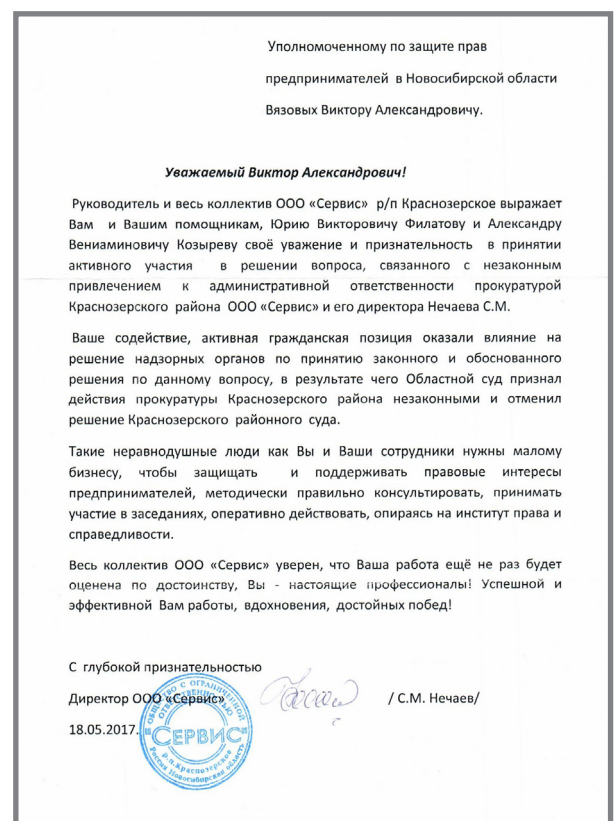 Уполномоченному по защите прав
предпринимателей в Новосибирской области
Вязовых Виктору Александровичу.
Уважаемый Виктор Александрович!
Руководитель и весь коллектив ООО «Сервис» р/п Краснозерское выражает
Вам и Вашим помощникам, Юрию Викторовичу Филатову и Александру
Вениаминовичу Козыреву своё уважение и признательность в принятии
активного участия в решении вопроса, связанного с незаконным
привлечением к административной ответственности прокуратурой
Краснозерского района ООО «Сервис» и его директора Нечаева С.М.
Ваше содействие, активная гражданская позиция оказали влияние на
решение надзорных органов по принятию законного и обоснованного
решения по данному вопросу, в результате чего Областной суд признал
действия прокуратуры Краснозерского района незаконными и отменил
решение Краснозерского районного суда.
Такие неравнодушные люди как Вы и Ваши сотрудники нужны малому
бизнесу, чтобы защищать и поддерживать правовые интересы
предпринимателей, методически правильно консультировать, принимать
участие в заседаниях, оперативно действовать, опираясь на институт права и
справедливости.
Весь коллектив ООО «Сервис» уверен, что Ваша работа ещё не раз будет
оценена по достоинству, Вы - настоящие профессионалы! Успешной и
эффективной Вам работы, вдохновения, достойных побед!
С глубокой признательностью
Директор ООО «Сервис» / С.М. Нечаев/
18.05.2017.
ОБЩЕСТВО С ОГРАНИЧЕННОЙ
ОТВЕТСТВЕННОСТЬЮ
СЕРВИС
р.п.Краснозерское
Россия Новосибирская область